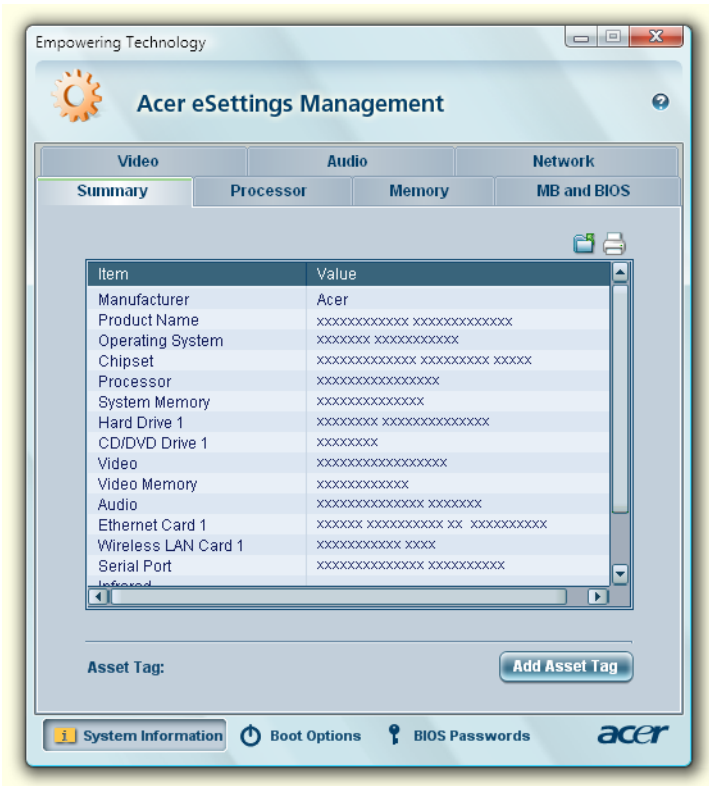 Empowering Technology
Acer eSettings Management
Video Audio Network
Summary Processor Memory MB and BIOS
Item Value
Manufacturer Acer
Product Name xxxxxxxxxxxx xxxxxxxxxxxxx
Operating System xxxxxxx xxxxxxxxxxx
Chipset xxxxxxxxxxxxx xxxxxxxxx xxxxx
Processor xxxxxxxxxxxxxxxx
System Memory xxxxxxxxxxxxxx
Hard Drive 1 xxxxxxxx xxxxxxxxxxxxxx
CD/DVD Drive 1 xxxxxxxx
Video xxxxxxxxxxxxxxxxx
Video Memory xxxxxxxxxxxx
Audio xxxxxxxxxxxxxx xxxxxxx
Ethernet Card 1 xxxxxx xxxxxxxxxx xx xxxxxxxxxx
Wireless LAN Card 1 xxxxxxxxxxx xxxx
Serial Port xxxxxxxxxxxxxx xxxxxxxxxx
Infrared
Asset Tag: Add Asset Tag
System Information Boot Options BIOS Passwords acer